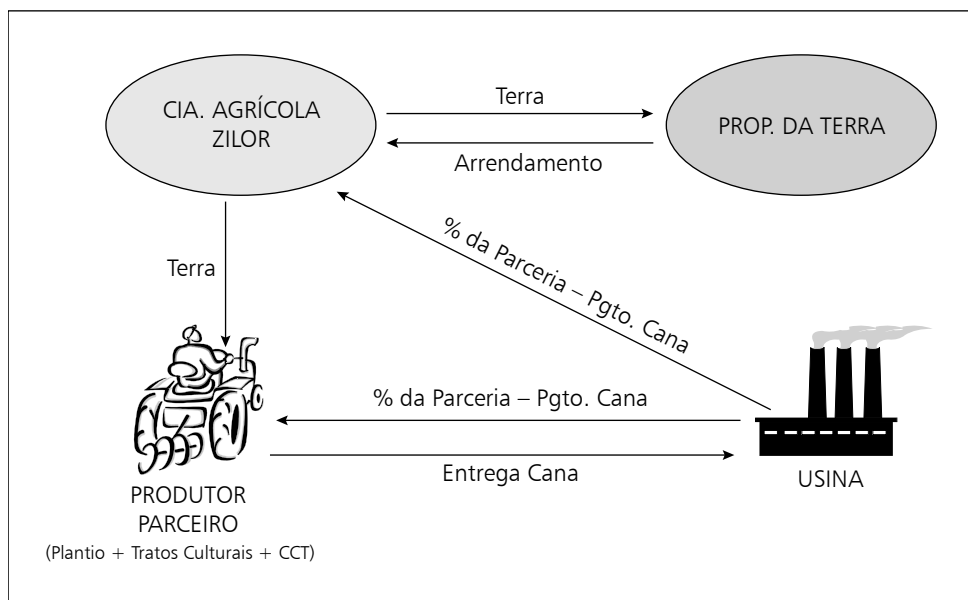 CIA. AGRÍCOLA
ZILOR
Terra
PROP. DA TERRA
Arrendamento
% da Parceria – Pgto. Cana
Terra
% da Parceria – Pgto. Cana
Entrega Cana
USINA
PRODUTOR
PARCEIRO
(Plantio + Tratos Culturais + CCT)